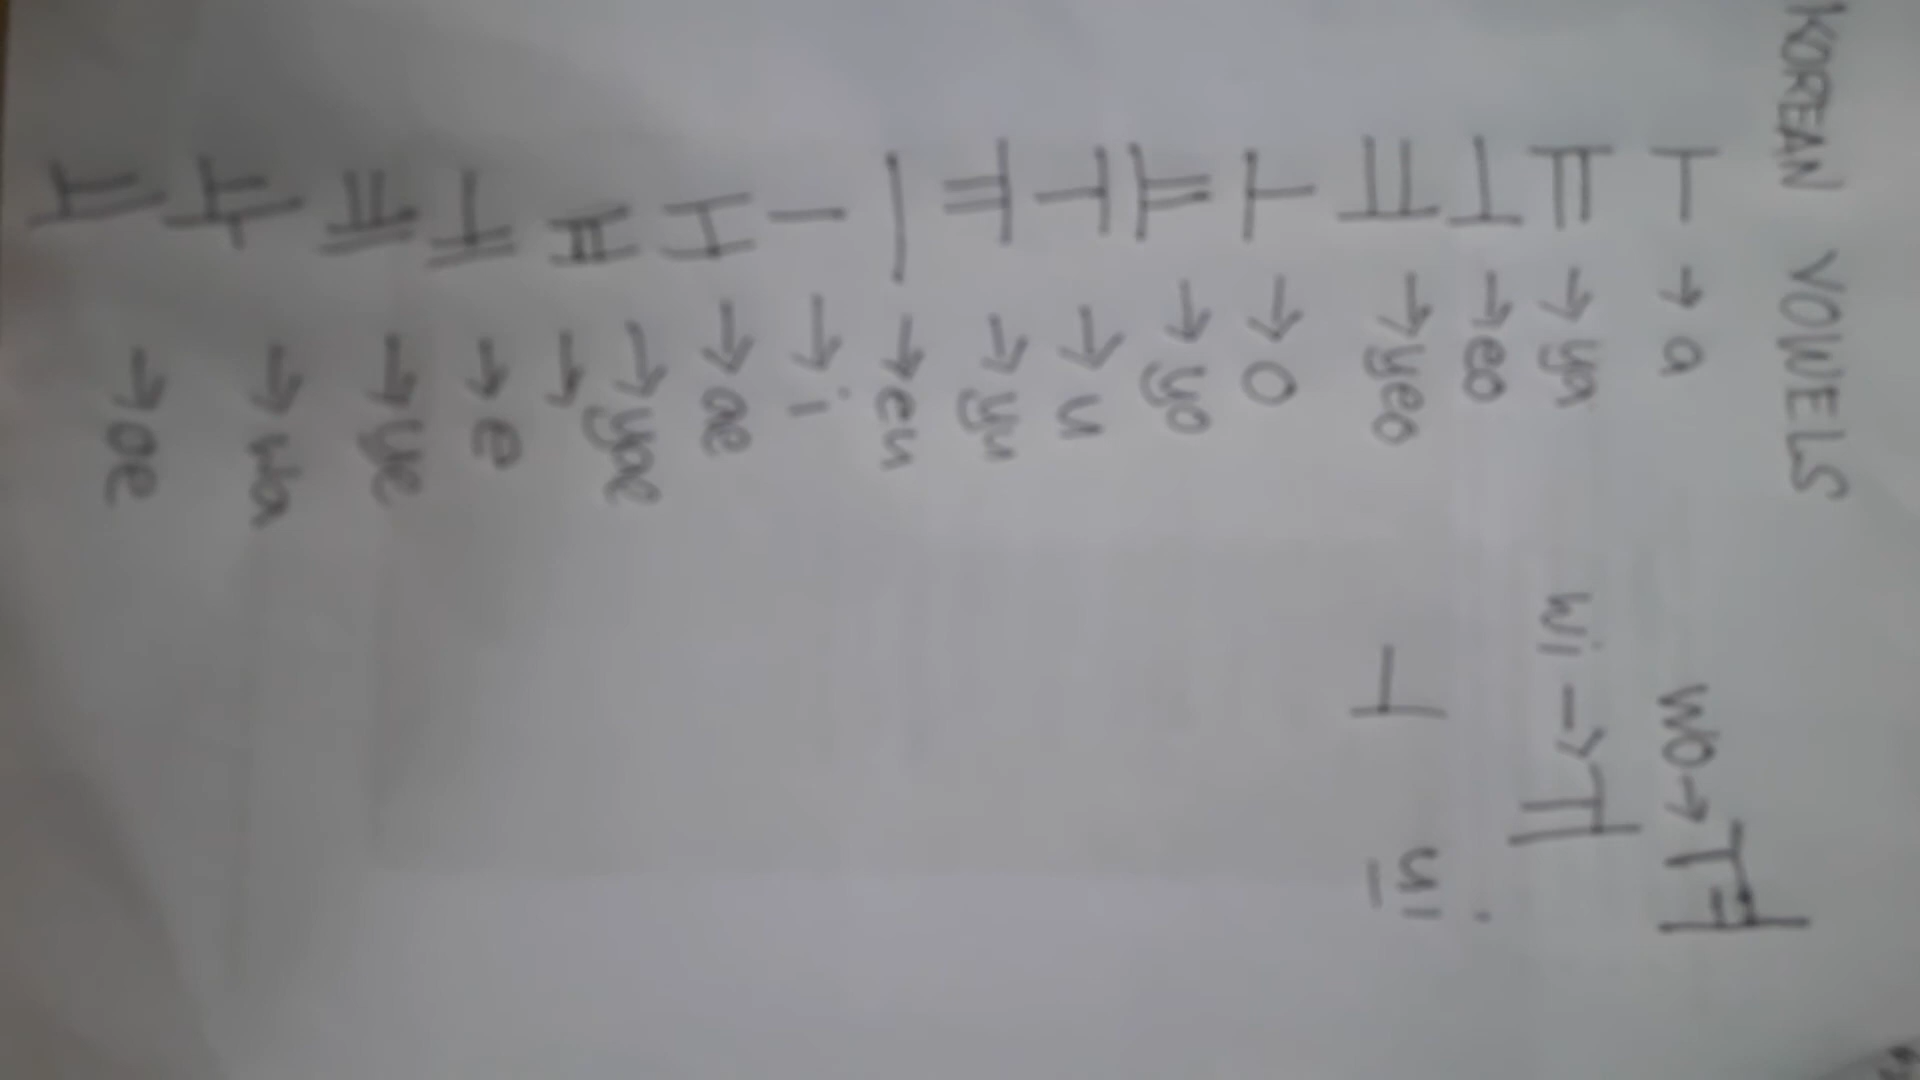 KOREAN VOWELS
ㅏ → a wo→ㅝ
ㅑ → ya wi→ㅟ
ㅓ → eo
ㅕ → yeo ㅓ ui
ㅗ → o
ㅛ → yo
ㅜ → u
ㅠ → yu
ㅡ → eu
ㅣ → i
ㅐ → ae
ㅒ → yae
→
ㅔ → e
ㅖ → ye
ㅘ → wa
ㅚ → oe